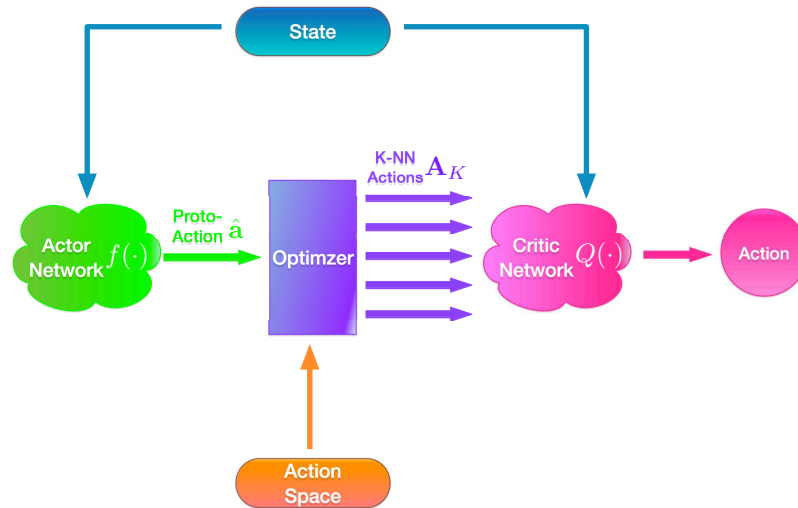 State
K-NN
Actions A_K
Proto-
Action â
Actor
Network f(·)
Optimzer
Critic
Network Q(·)
Action
Action
Space